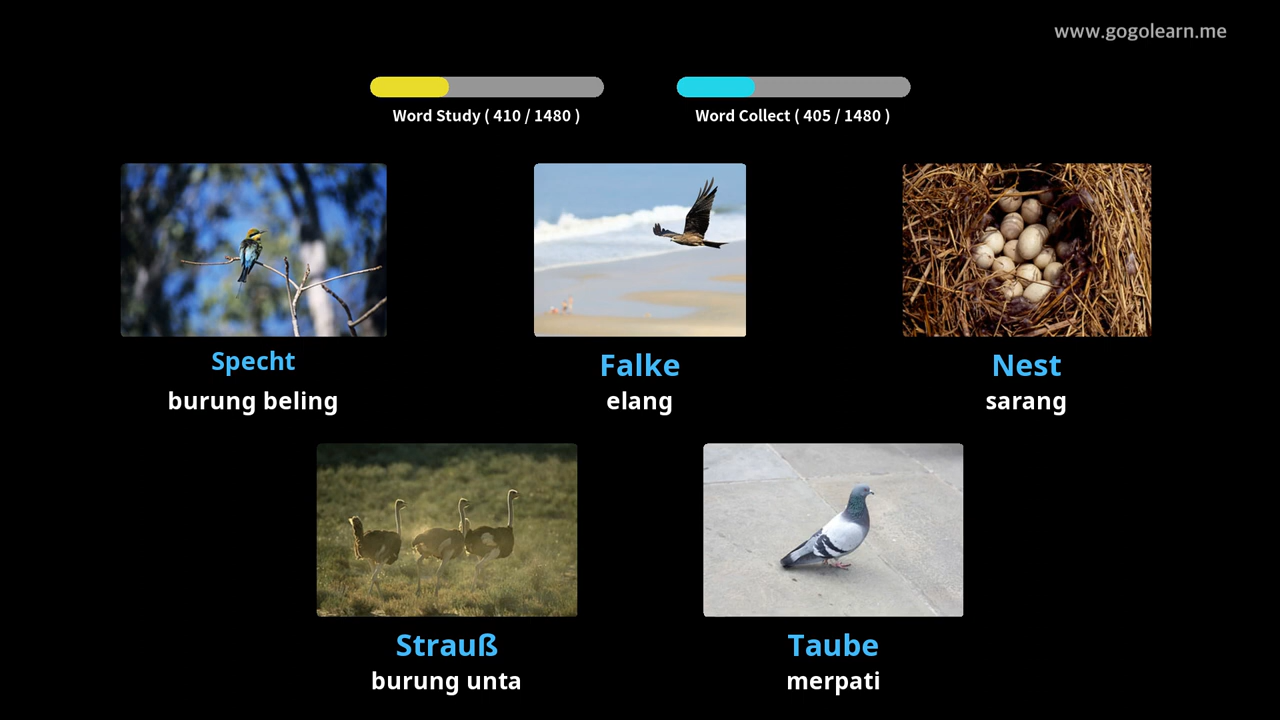 www.gogolearn.me
Word Study ( 410 / 1480 )
Word Collect ( 405 / 1480 )
Specht
burung beling
Falke
elang
Nest
sarang
Strauß
burung unta
Taube
merpati